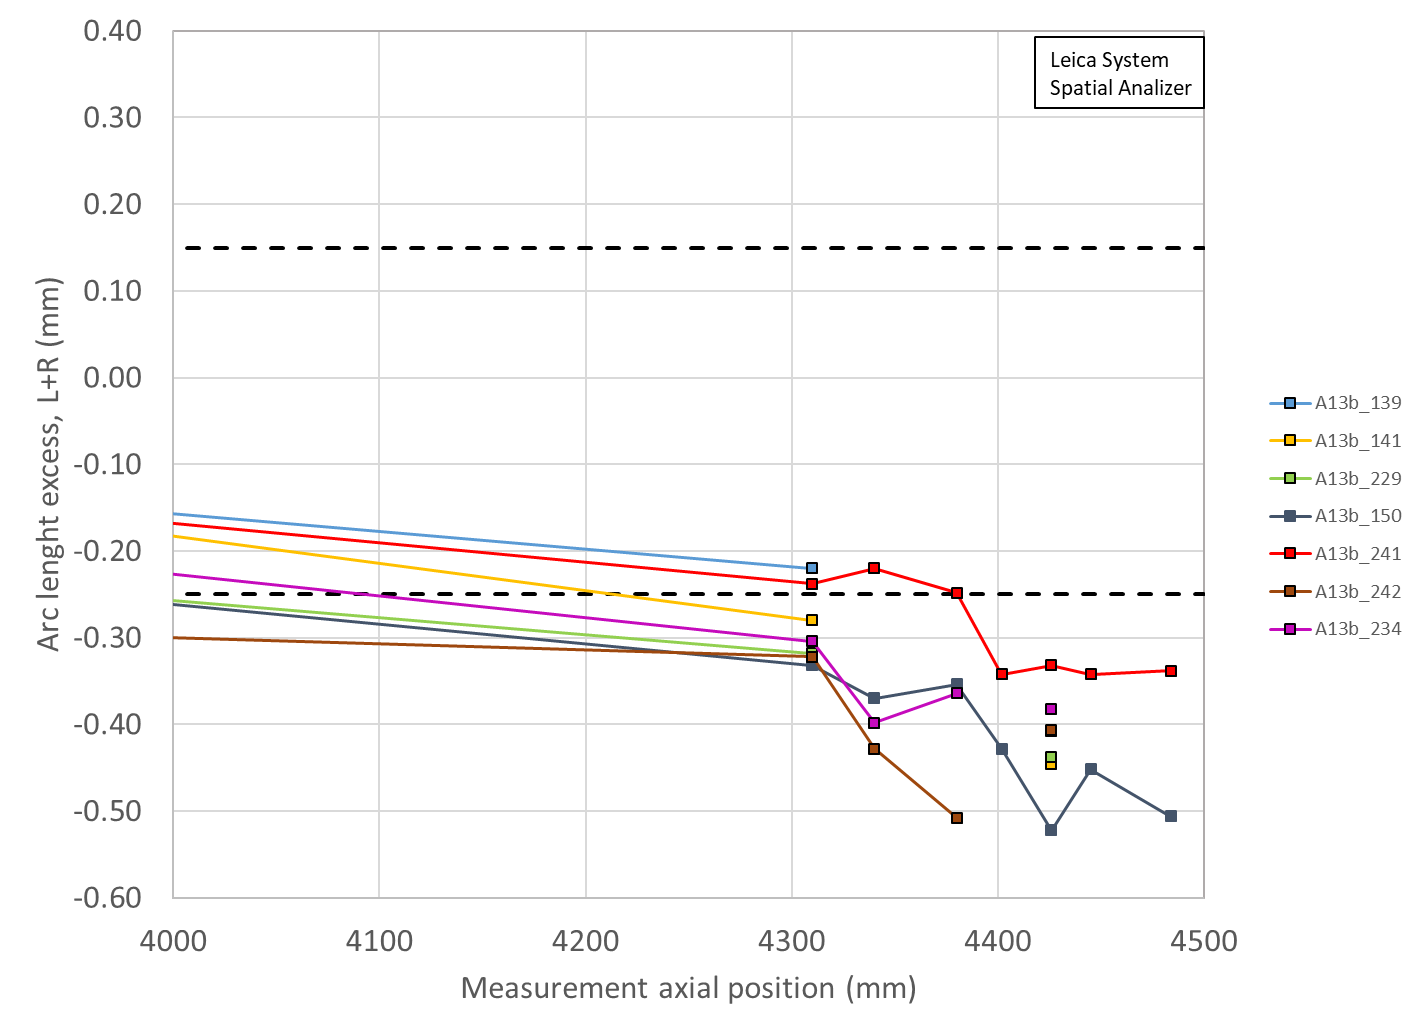 0.40
0.30
0.20
0.10
0.00
-0.10
-0.20
-0.30
-0.40
-0.50
-0.60
Arc lenght excess, L+R (mm)
Leica System
Spatial Analizer
A13b_139
A13b_141
A13b_229
A13b_150
A13b_241
A13b_242
A13b_234
4000 4100 4200 4300 4400 4500
Measurement axial position (mm)